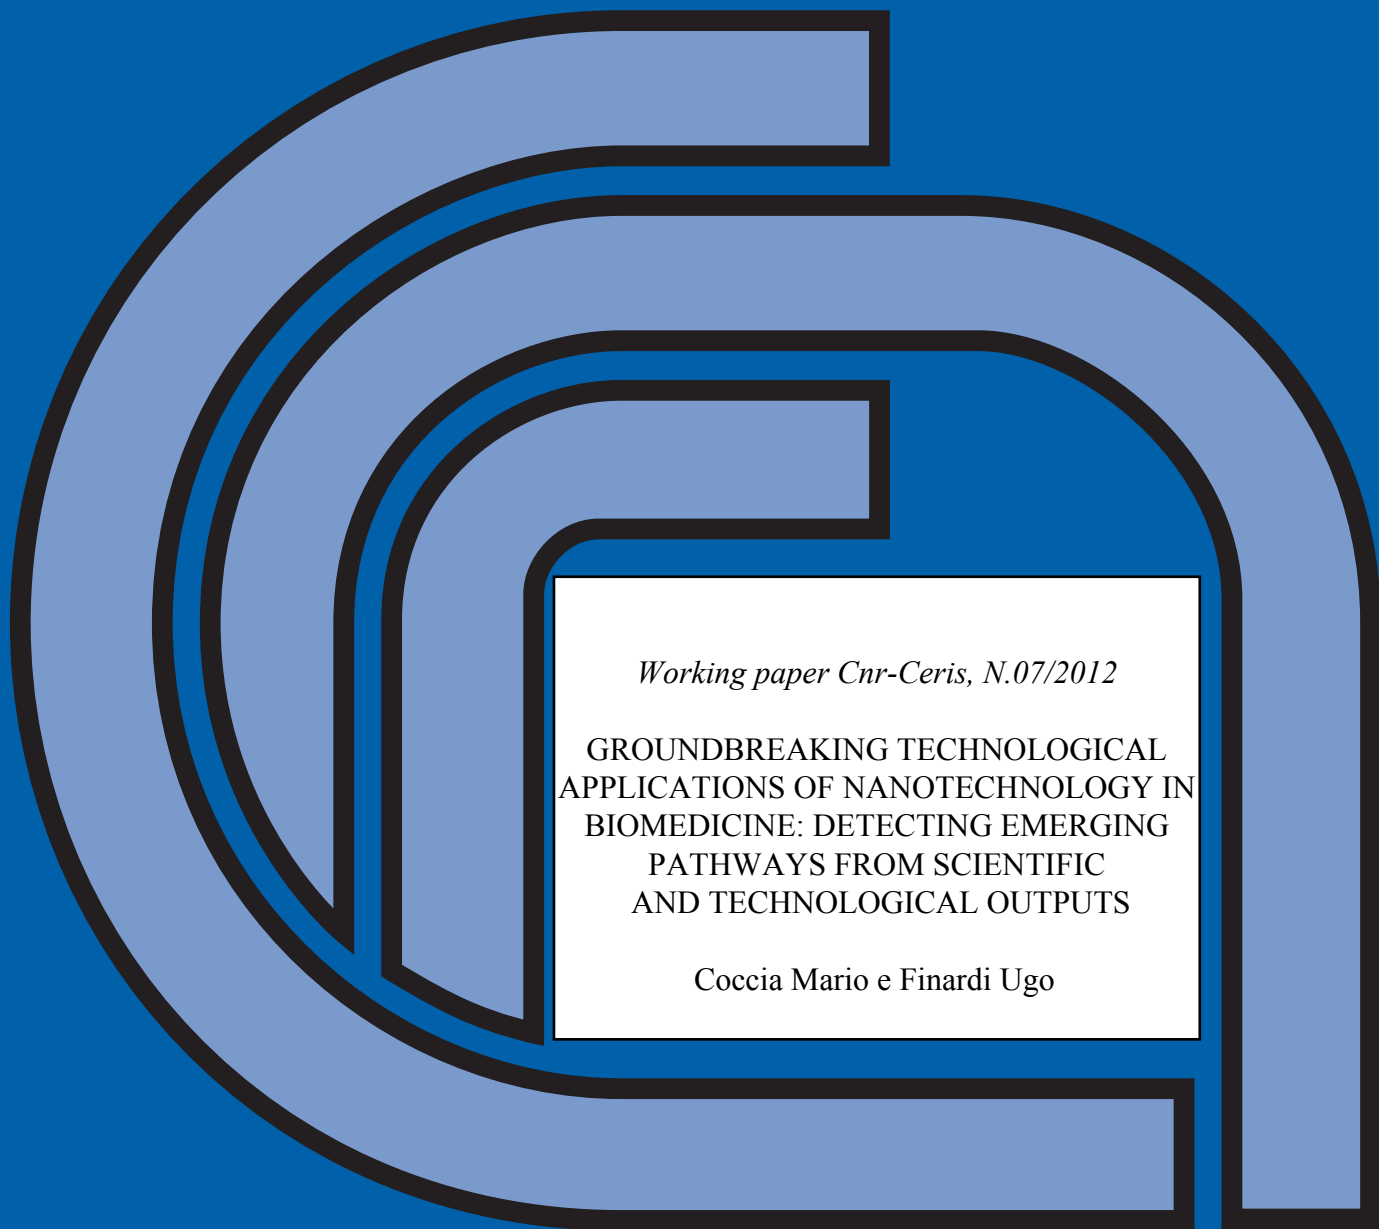 Working paper Cnr-Ceris, N.07/2012
GROUNDBREAKING TECHNOLOGICAL
APPLICATIONS OF NANOTECHNOLOGY IN
BIOMEDICINE: DETECTING EMERGING
PATHWAYS FROM SCIENTIFIC
AND TECHNOLOGICAL OUTPUTS
Coccia Mario e Finardi Ugo